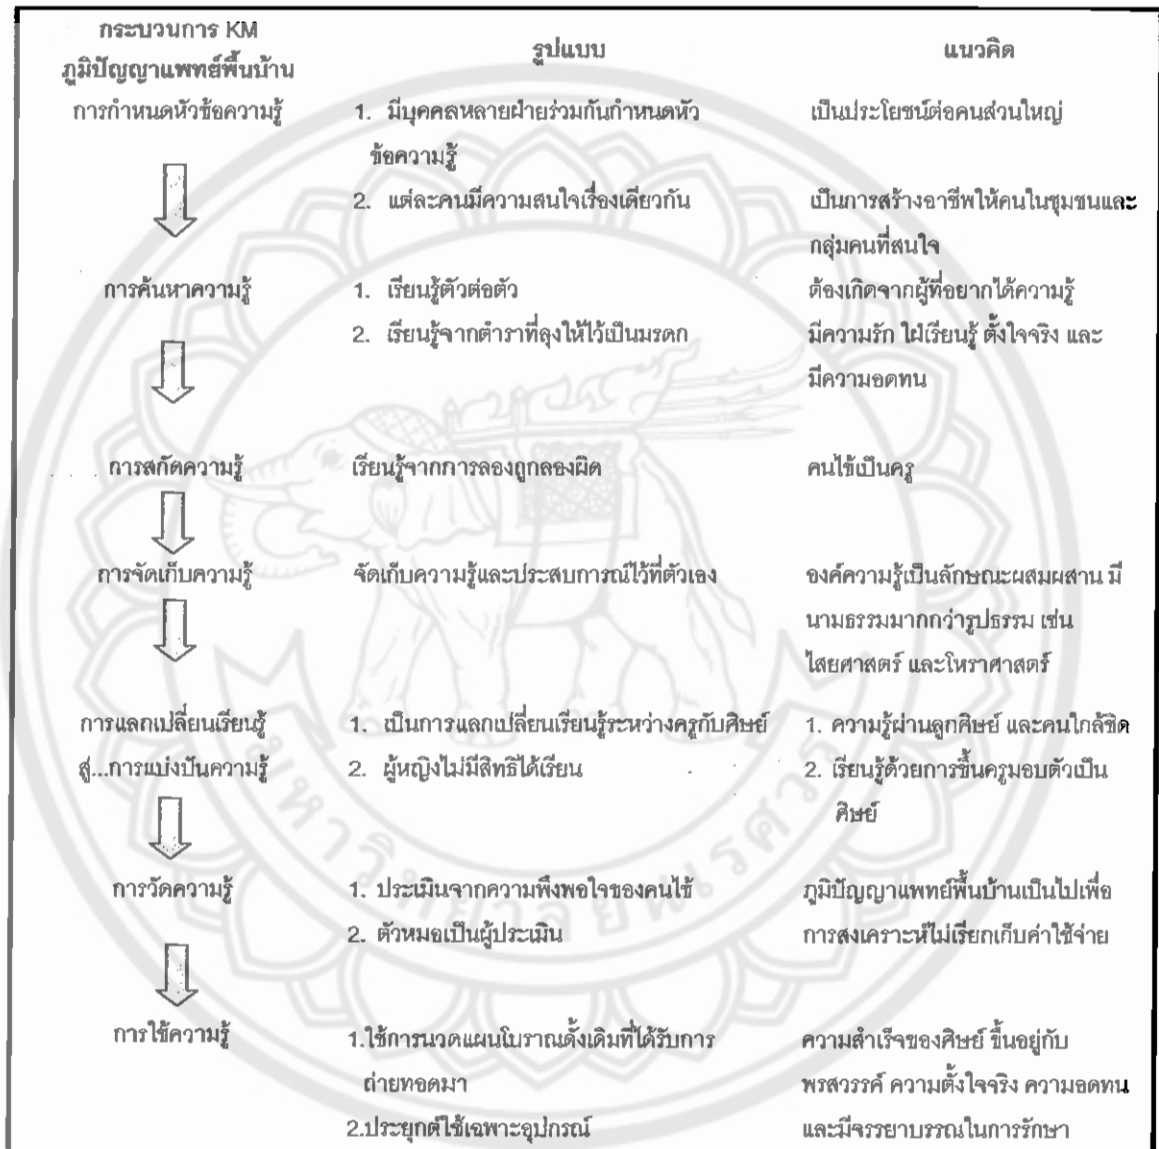 กระบวนการ KM
ภูมิปัญญาแพทย์พื้นบ้าน
รูปแบบ
แนวคิด
การกำหนดหัวข้อความรู้
1. มีบุคคลหลายฝ่ายร่วมกันกำหนดหัว
ข้อความรู้
2. แต่ละคนมีความสนใจเรื่องเดียวกัน
เป็นประโยชน์ต่อคนส่วนใหญ่
เป็นการสร้างอาชีพให้คนในชุมชนและ
กลุ่มคนที่สนใจ
การค้นหาความรู้
1. เรียนรู้ตัวต่อตัว
2. เรียนรู้จากตำราที่ลุงให้ไว้เป็นมรดก
ต้องเกิดจากผู้ที่อยากได้ความรู้
มีความรัก ใฝ่เรียนรู้ ตั้งใจจริง และ
มีความอดทน
การสกัดความรู้
เรียนรู้จากการลองถูกลองผิด
คนไข้เป็นครู
การจัดเก็บความรู้
จัดเก็บความรู้และประสบการณ์ไว้ที่ตัวเอง
องค์ความรู้เป็นลักษณะผสมผสาน มี
นามธรรมมากกว่ารูปธรรม เช่น
ไสยศาสตร์ และโหราศาสตร์
การแลกเปลี่ยนเรียนรู้
สู่...การแบ่งปันความรู้
1. เป็นการแลกเปลี่ยนเรียนรู้ระหว่างครูกับศิษย์
2. ผู้หญิงไม่มีสิทธิได้เรียน
1. ความรู้ผ่านลูกศิษย์ และคนใกล้ชิด
2. เรียนรู้ด้วยการขึ้นครูมอบตัวเป็น
ศิษย์
การวัดความรู้
1. ประเมินจากความพึงพอใจของคนไข้
2. ตัวหมอเป็นผู้ประเมิน
ภูมิปัญญาแพทย์พื้นบ้านเป็นไปเพื่อ
การสงเคราะห์ไม่เรียกเก็บค่าใช้จ่าย
การใช้ความรู้
1.ใช้การนวดแผนโบราณดั้งเดิมที่ได้รับการ
ถ่ายทอดมา
2.ประยุกต์ใช้เฉพาะอุปกรณ์
ความสำเร็จของศิษย์ ขึ้นอยู่กับ
พรสวรรค์ ความตั้งใจจริง ความอดทน
และมีจรรยาบรรณในการรักษา
มหาวิทยาลัยนเรศวร